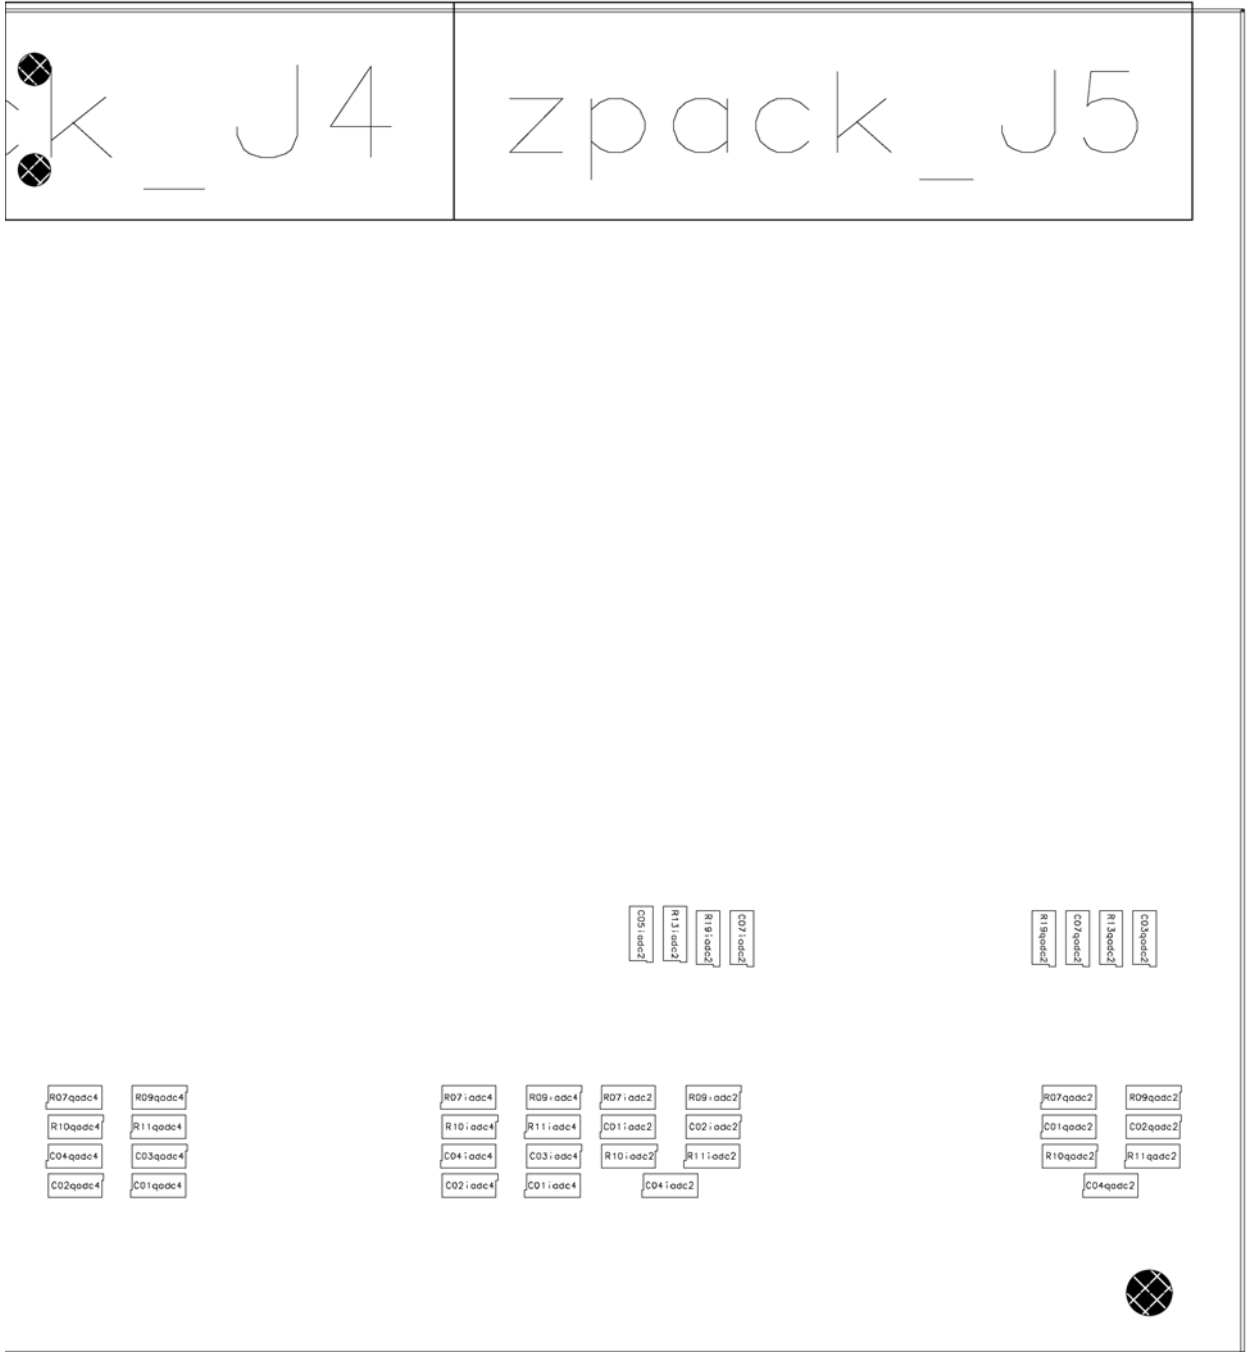 ck_J4 zpack_J5
C05iadc2 R13iadc2 R19iadc2 C07iadc2 R19qadc2 C07qadc2 R13qadc2 C03qadc2
R07qadc4 R09qadc4 R07iadc4 R09iadc4 R07iadc2 R09iadc2 R07qadc2 R09qadc2
R10qadc4 R11qadc4 R10iadc4 R11iadc4 C01iadc2 C02iadc2 C01qadc2 C02qadc2
C04qadc4 C03qadc4 C04iadc4 C03iadc4 R10iadc2 R11iadc2 R10qadc2 R11qadc2
C02qadc4 C01qadc4 C02iadc4 C01iadc4 C04iadc2 C04qadc2